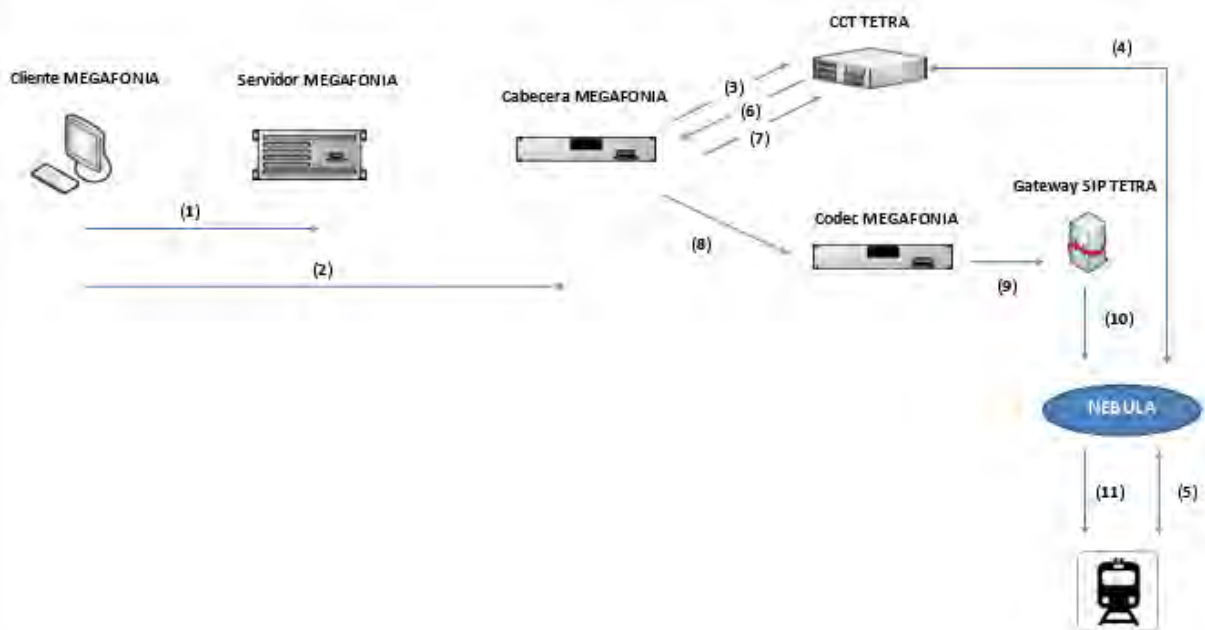 CCT TETRA
(4)
Cliente MEGAFONIA
Servidor MEGAFONIA
Cabecera MEGAFONIA
(3)
(6)
(7)
(1)
Gateway SIP TETRA
Codec MEGAFONIA
(8)
(2)
(9)
(10)
NEBULA
(11)
(5)